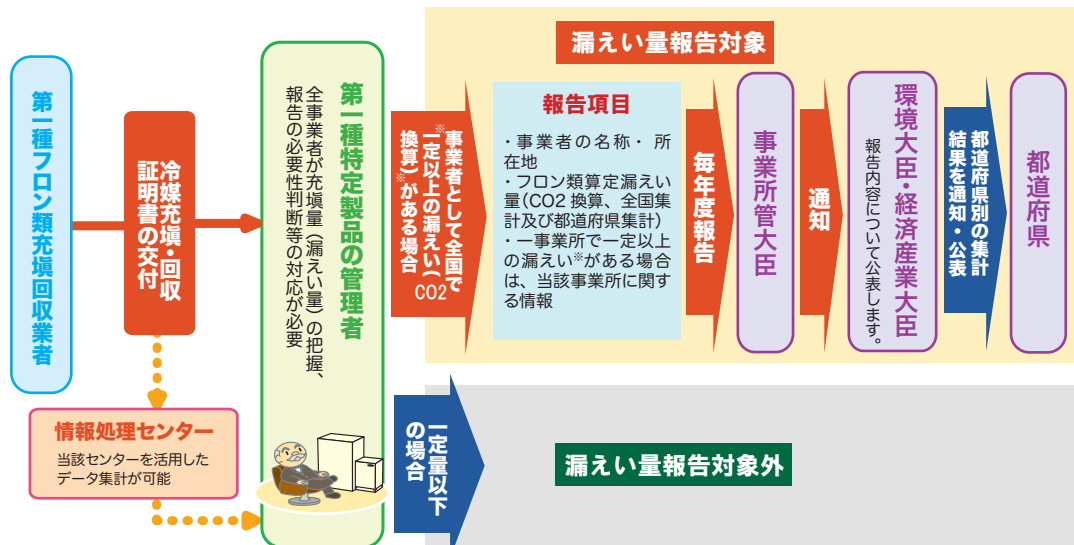 漏えい量報告対象
第一種フロン類充塡回収業者
冷媒充塡・回収
証明書の交付
情報処理センター
当該センターを活用した
データ集計が可能
第一種特定製品の管理者
全事業者が充塡量（漏えい量）の把握、
報告の必要性判断等の対応が必要
事業者として全国で
一定以上の漏えい※（CO2
換算）※がある場合
報告項目
・事業者の名称・ 所
在地
・フロン類算定漏えい
量（CO2 換算、全国集
計及び都道府県集計）
・一事業所で一定以上
の漏えい※がある場合
は、当該事業所に関す
る情報
毎年度報告
事業所管大臣
通知
環境大臣・経済産業大臣
報告内容について公表します。
都道府県別の集計
結果を通知・公表
都道府県
一定量以下
の場合
漏えい量報告対象外